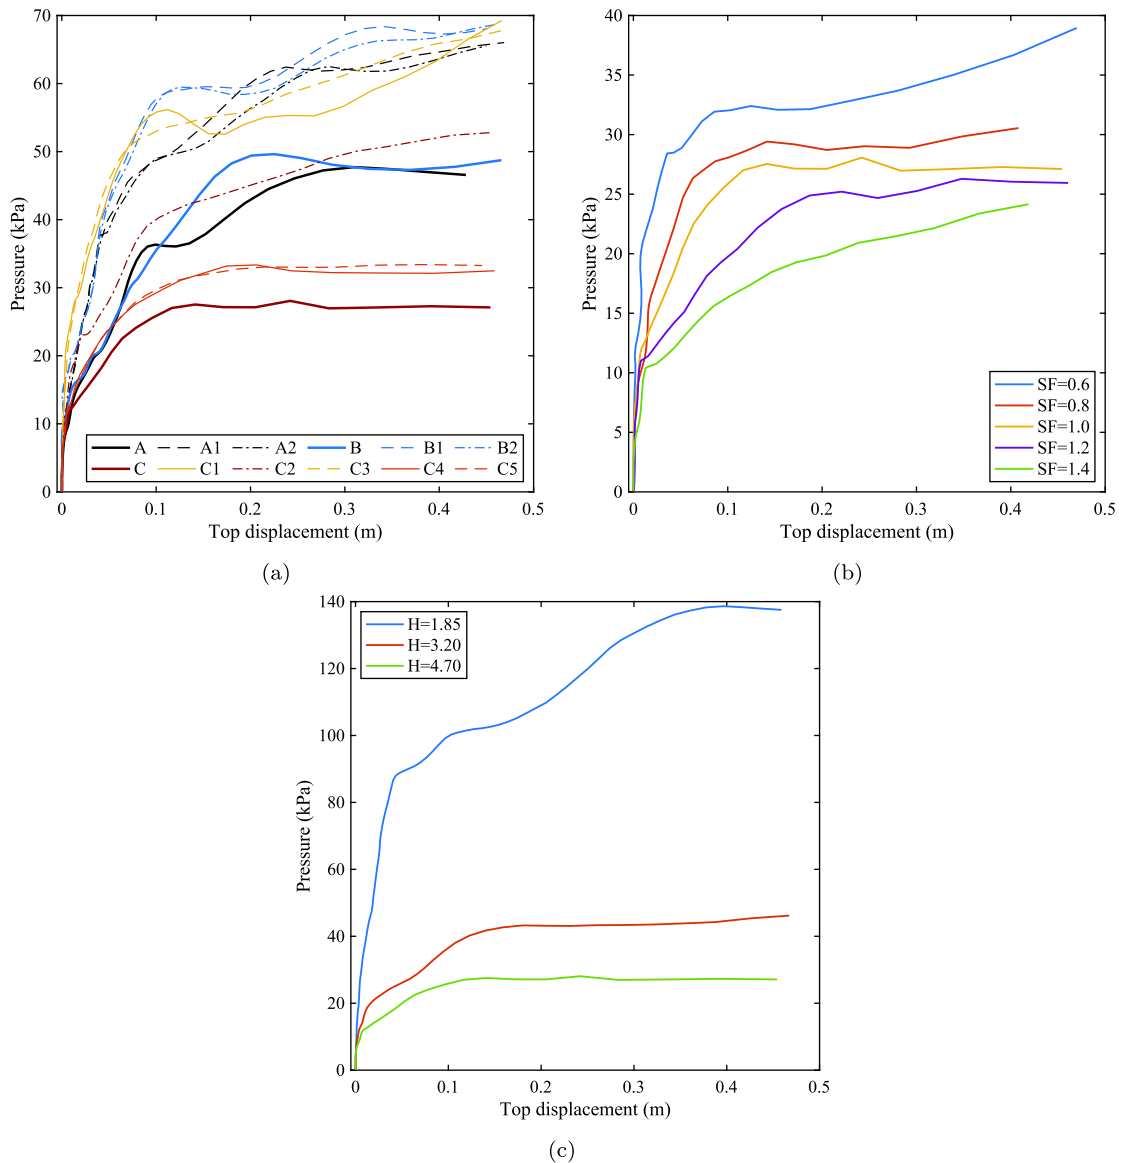 70
60
50
40
30
20
10
0
Pressure (kPa)
A A1 A2 B B1 B2
C C1 C2 C3 C4 C5
0 0.1 0.2 0.3 0.4 0.5
Top displacement (m)
(a)
40
35
30
25
20
15
10
5
0
Pressure (kPa)
SF=0.6
SF=0.8
SF=1.0
SF=1.2
SF=1.4
0 0.1 0.2 0.3 0.4 0.5
Top displacement (m)
(b)
140
120
100
80
60
40
20
0
Pressure (kPa)
H=1.85
H=3.20
H=4.70
0 0.1 0.2 0.3 0.4 0.5
Top displacement (m)
(c)